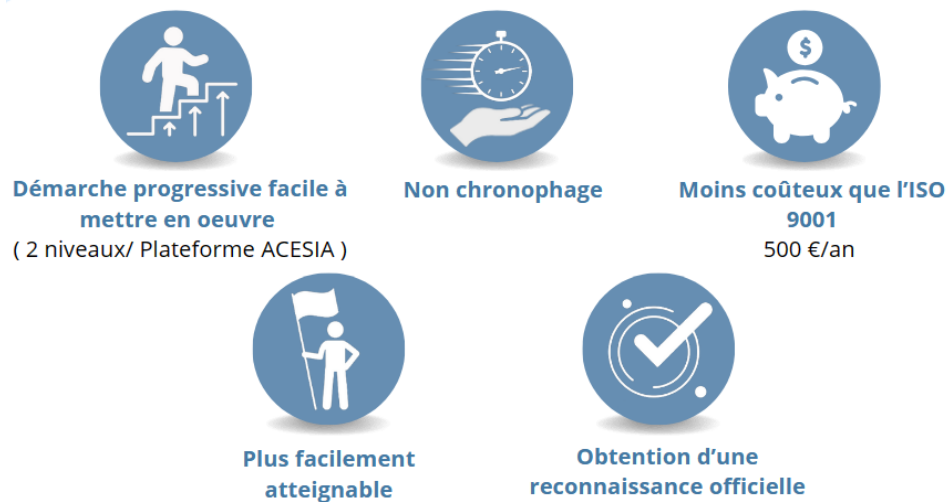 $
Démarche progressive facile à
mettre en oeuvre
( 2 niveaux/ Plateforme ACESIA )
Non chronophage
Moins coûteux que l’ISO
9001
500 €/an
Plus facilement
atteignable
Obtention d’une
reconnaissance officielle